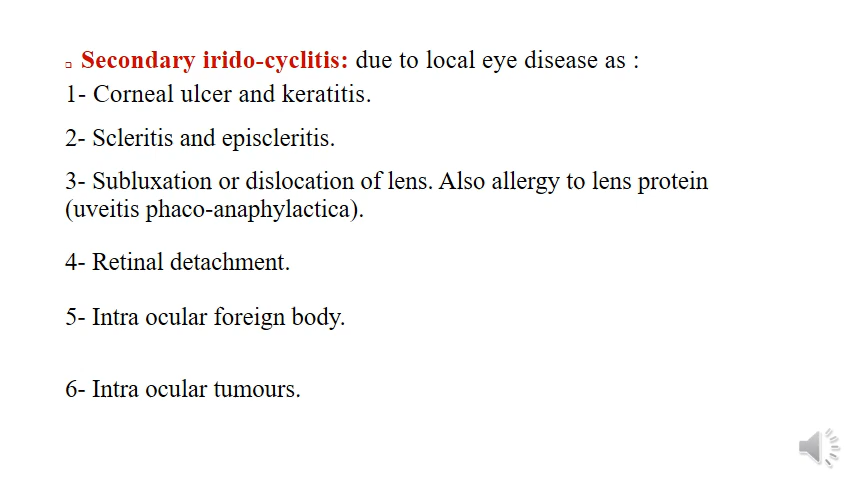 Secondary irido-cyclitis: due to local eye disease as :
1- Corneal ulcer and keratitis.
2- Scleritis and episcleritis.
3- Subluxation or dislocation of lens. Also allergy to lens protein
(uveitis phaco-anaphylactica).
4- Retinal detachment.
5- Intra ocular foreign body.
6- Intra ocular tumours.